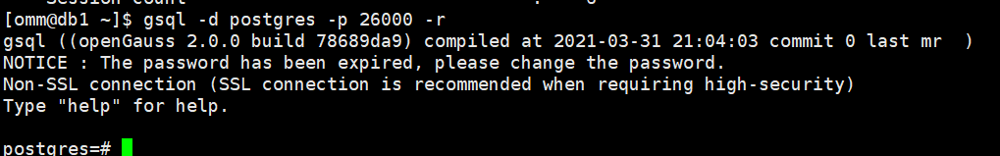 [omm@db1 ~]$ gsql -d postgres -p 26000 -r
gsql ((openGauss 2.0.0 build 78689da9) compiled at 2021-03-31 21:04:03 commit 0 last mr  )
NOTICE : The password has been expired, please change the password.
Non-SSL connection (SSL connection is recommended when requiring high-security)
Type "help" for help.
postgres=#